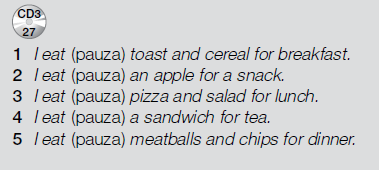 CD3
27
1 I eat (pauza) toast and cereal for breakfast.
2 I eat (pauza) an apple for a snack.
3 I eat (pauza) pizza and salad for lunch.
4 I eat (pauza) a sandwich for tea.
5 I eat (pauza) meatballs and chips for dinner.